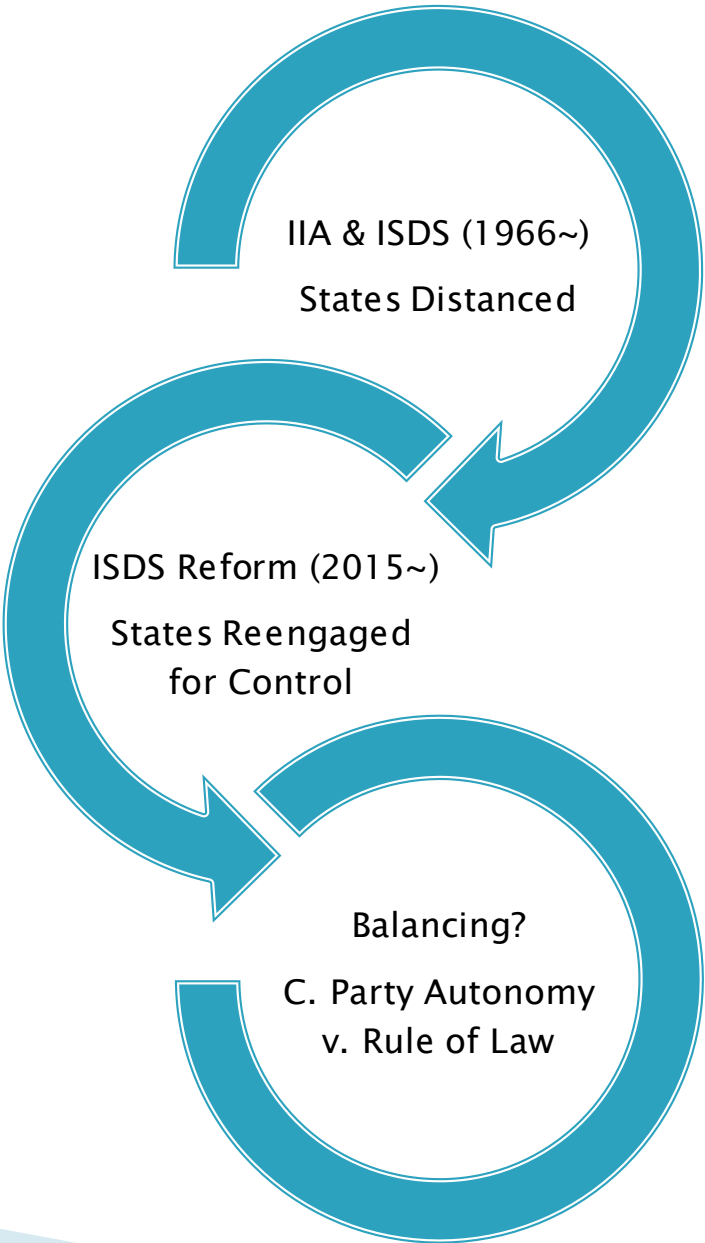 IIA & ISDS (1966~)
States Distanced
ISDS Reform (2015~)
States Reengaged
for Control
Balancing?
C. Party Autonomy
v. Rule of Law